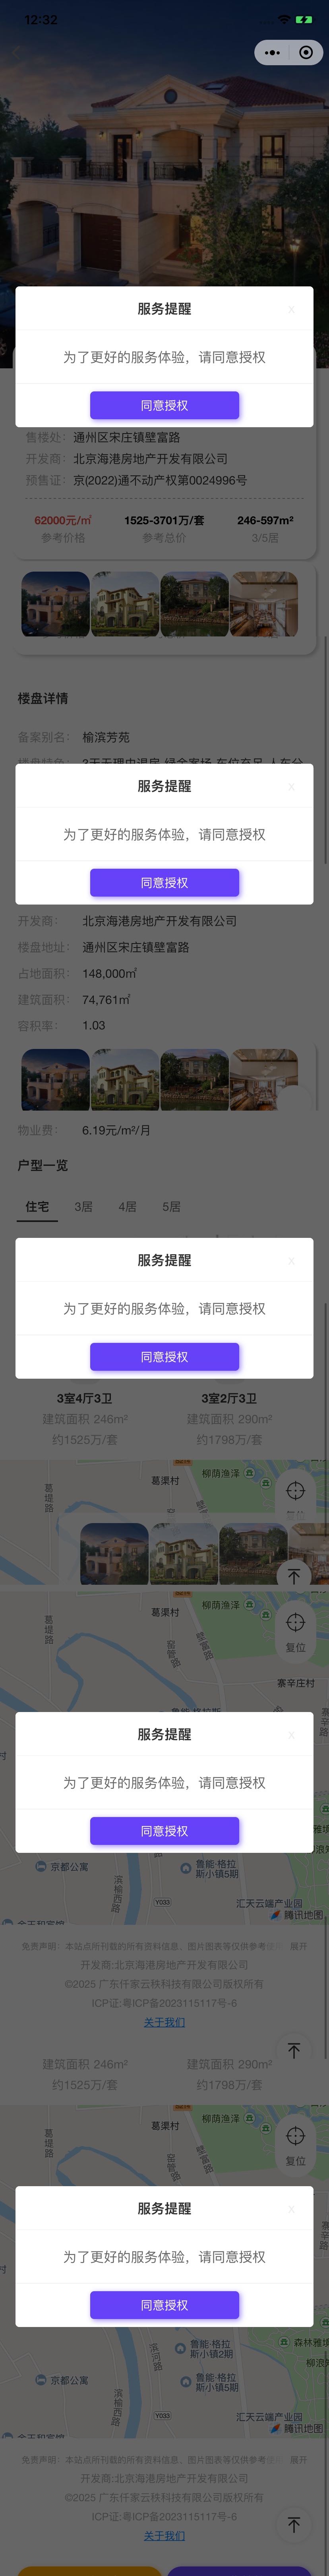 12:32
服务提醒
x
为了更好的服务体验，请同意授权
同意授权
售楼处：通州区宋庄镇壁富路
开发商：北京海港房地产开发有限公司
预售证：京(2022)通不动产权第0024996号
62000元/㎡ 1525-3701万/套 246-597m²
参考价格 参考总价 3/5居
楼盘详情
备案别名：榆滨芳苑
服务提醒
x
为了更好的服务体验，请同意授权
同意授权
开发商：北京海港房地产开发有限公司
楼盘地址：通州区宋庄镇壁富路
占地面积：148,000㎡
建筑面积：74,761㎡
容积率：1.03
物业费：6.19元/m²/月
户型一览
住宅 3居 4居 5居
服务提醒
x
为了更好的服务体验，请同意授权
同意授权
3室4厅3卫 3室2厅3卫
建筑面积 246m² 建筑面积 290m²
约1525万/套 约1798万/套
葛堤路
葛渠村
柳荫渔泽
葛堤路
葛渠村
柳荫渔泽
复位
寨辛庄村
服务提醒
x
为了更好的服务体验，请同意授权
同意授权
京都公寓
鲁能·格拉
斯小镇5期
滨榆西路
Y033
汇天云端产业园
腾讯地图
免责声明：本站点所刊载的所有资料信息、图片图表等仅供参考 展开
开发商:北京海港房地产开发有限公司
©2025 广东仟家云秩科技有限公司版权所有
ICP证:粤ICP备2023115117号-6
关于我们
建筑面积 246m² 建筑面积 290m²
约1525万/套 约1798万/套
葛堤路
葛渠村
柳荫渔泽
复位
服务提醒
x
为了更好的服务体验，请同意授权
同意授权
鲁能·格拉
斯小镇2期
森林雅
京都公寓
鲁能·格拉
斯小镇5期
滨榆西路
滨河路
Y033
汇天云端产业园
腾讯地图
免责声明：本站点所刊载的所有资料信息、图片图表等仅供参考 展开
开发商:北京海港房地产开发有限公司
©2025 广东仟家云秩科技有限公司版权所有
ICP证:粤ICP备2023115117号-6
关于我们